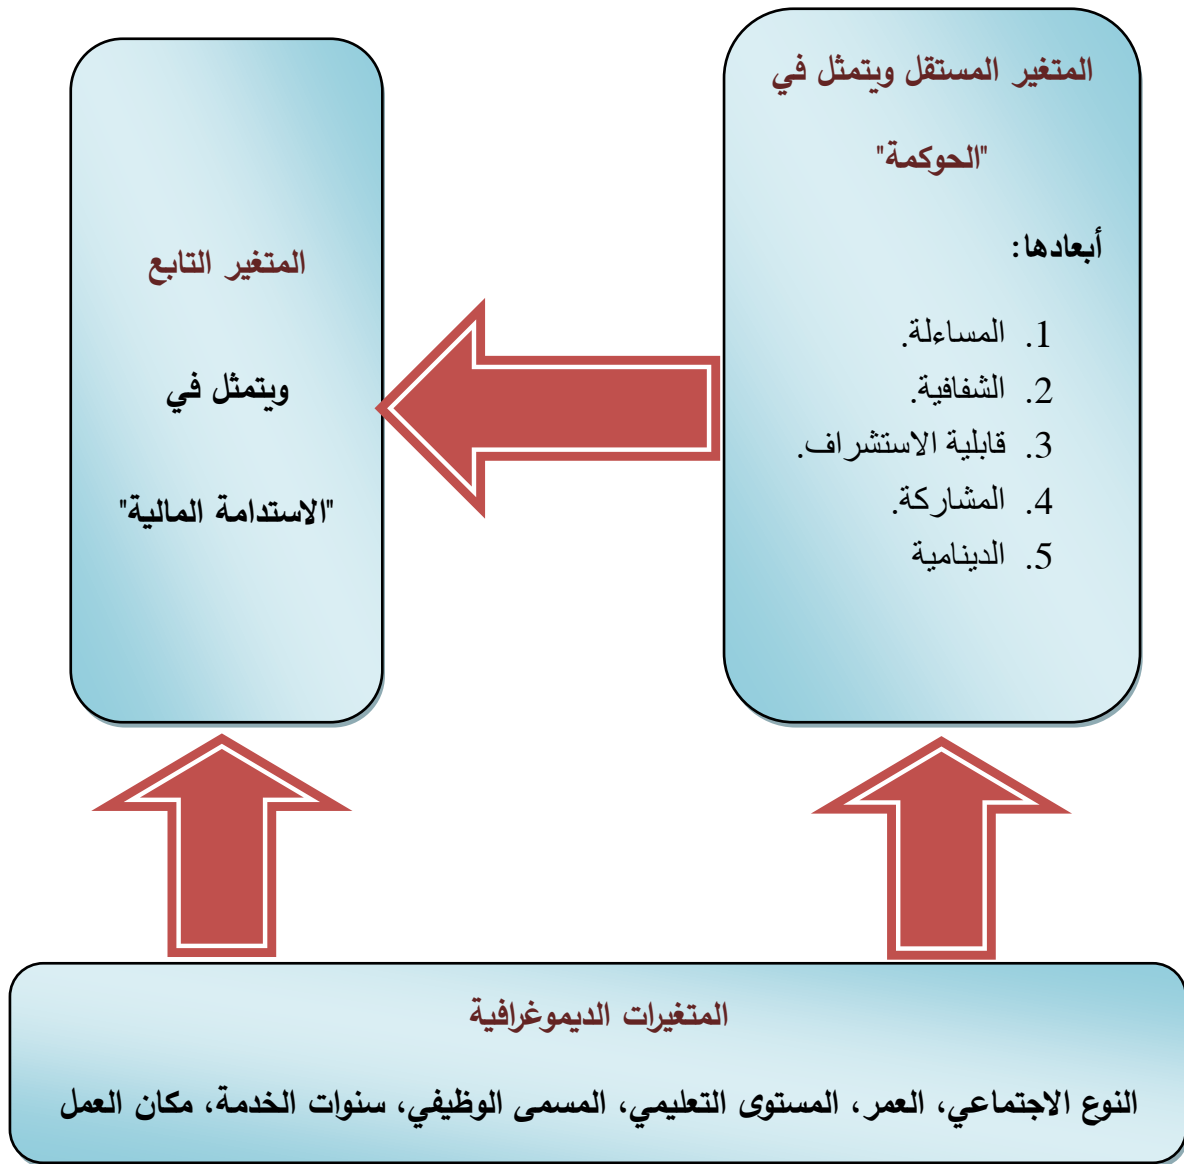 المتغير المستقل ويتمثل في
"الحوكمة"
أبعادها:
1. المساءلة.
2. الشفافية.
3. قابلية الاستشراف.
4. المشاركة.
5. الدينامية
المتغير التابع
ويتمثل في
"الاستدامة المالية"
المتغيرات الديموغرافية
النوع الاجتماعي، العمر، المستوى التعليمي، المسمى الوظيفي، سنوات الخدمة، مكان العمل